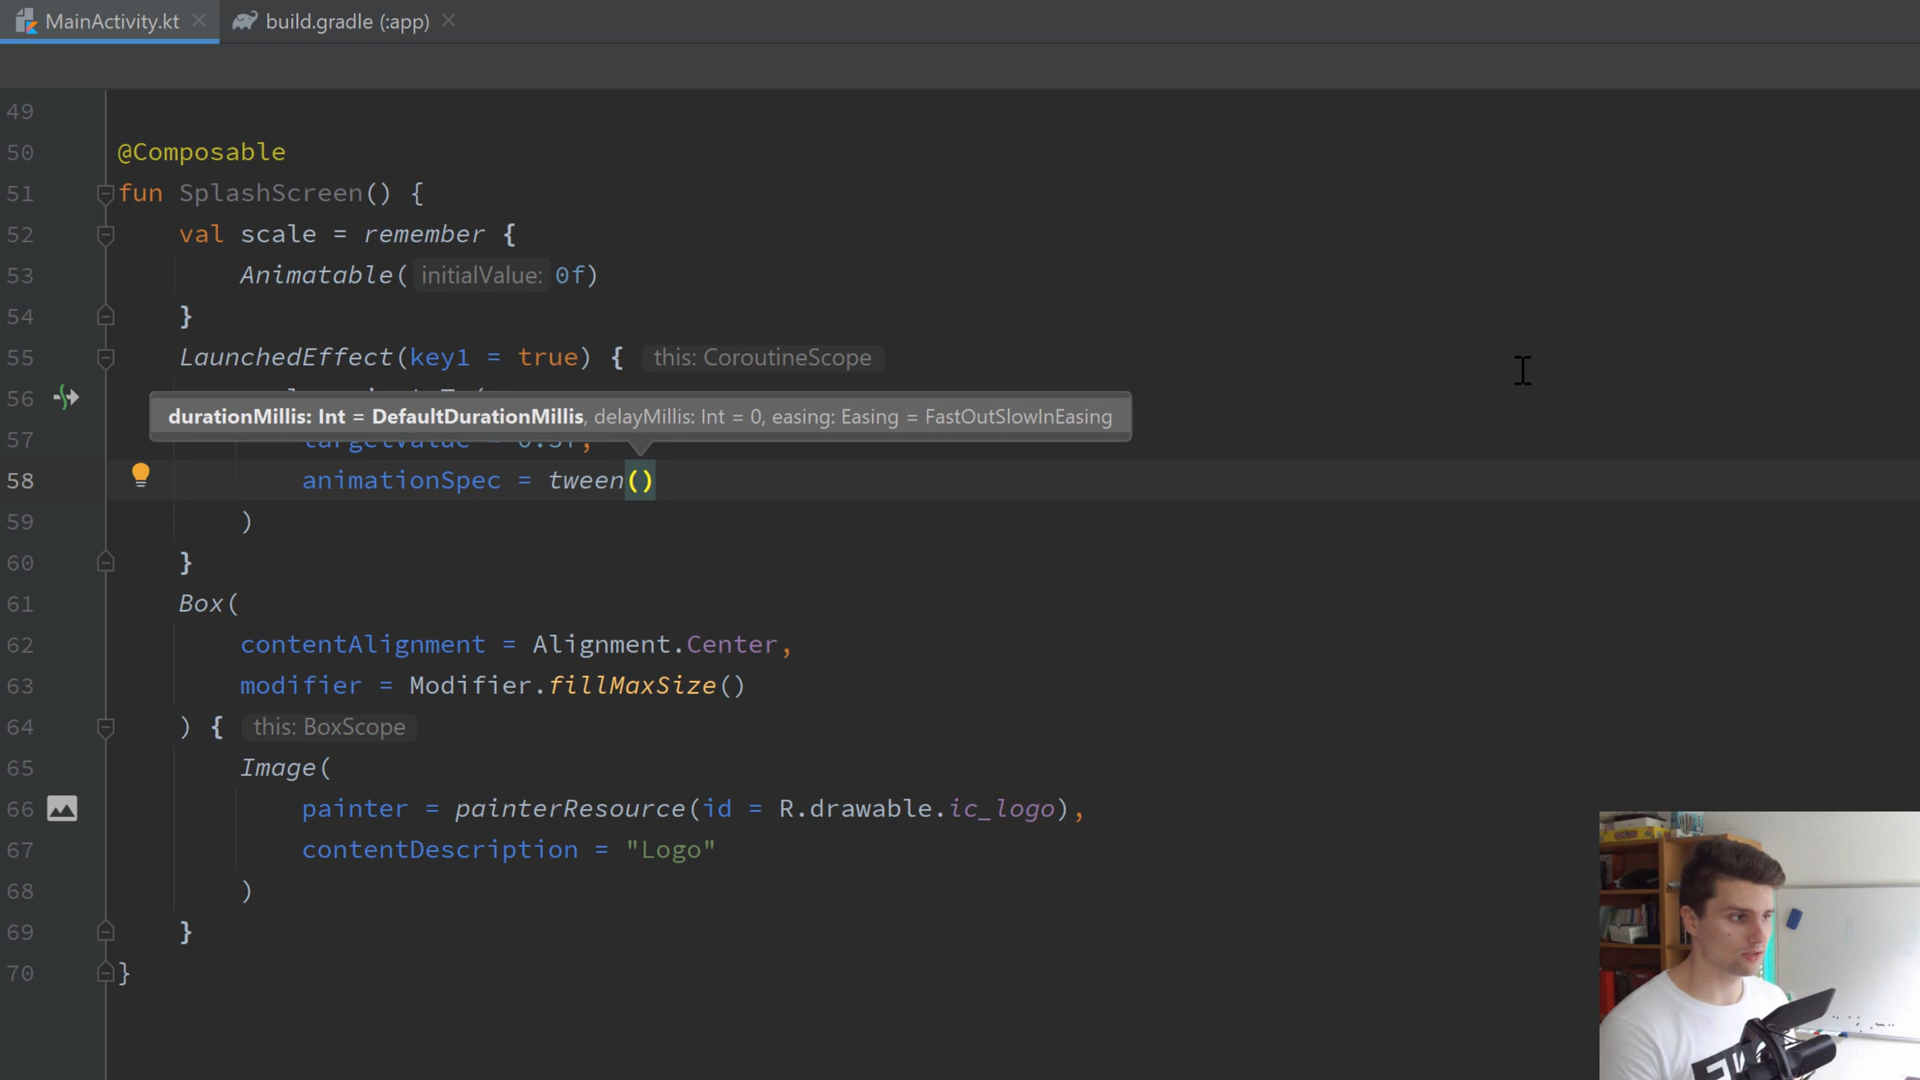 MainActivity.kt
build.gradle (:app)
49
50 @Composable
51 fun SplashScreen() {
52 val scale = remember {
53 Animatable( initialValue: 0f)
54 }
55 LaunchedEffect(key1 = true) { this: CoroutineScope
56
durationMillis: Int = DefaultDurationMillis, delayMillis: Int = 0, easing: Easing = FastOutSlowInEasing
57 targetValue = 0.3f,
58 animationSpec = tween()
59 )
60 }
61 Box(
62 contentAlignment = Alignment.Center,
63 modifier = Modifier.fillMaxSize()
64 ) { this: BoxScope
65 Image(
66 painter = painterResource(id = R.drawable.ic_logo),
67 contentDescription = "Logo"
68 )
69 }
70 }